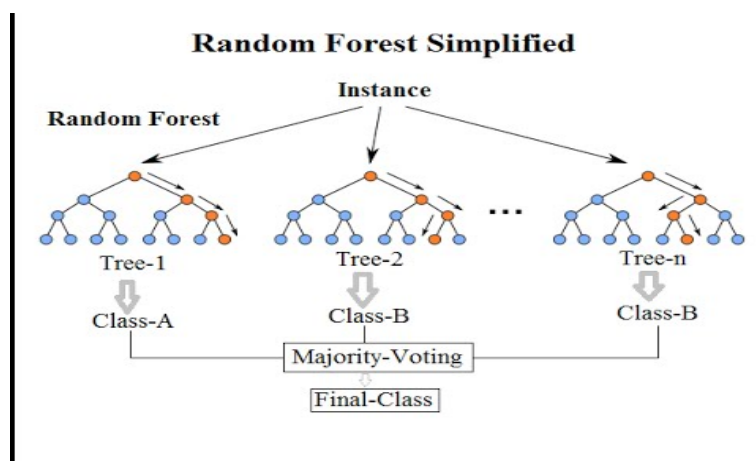 Random Forest Simplified
Instance
Random Forest
...
Tree-1
Tree-2
Tree-n
Class-A
Class-B
Class-B
Majority-Voting
Final-Class